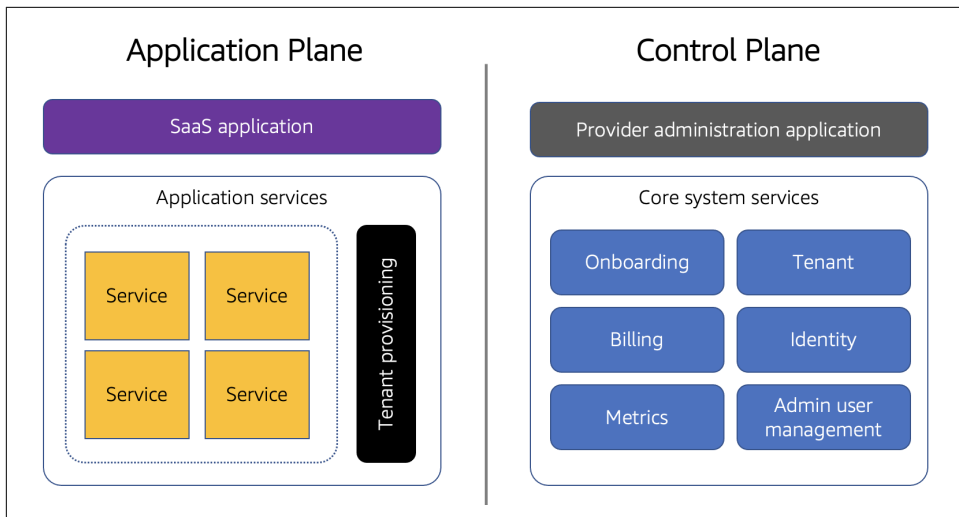 Application Plane
Control Plane
SaaS application
Provider administration application
Application services
Core system services
Service
Service
Service
Service
Tenant provisioning
Onboarding
Tenant
Billing
Identity
Metrics
Admin user
management